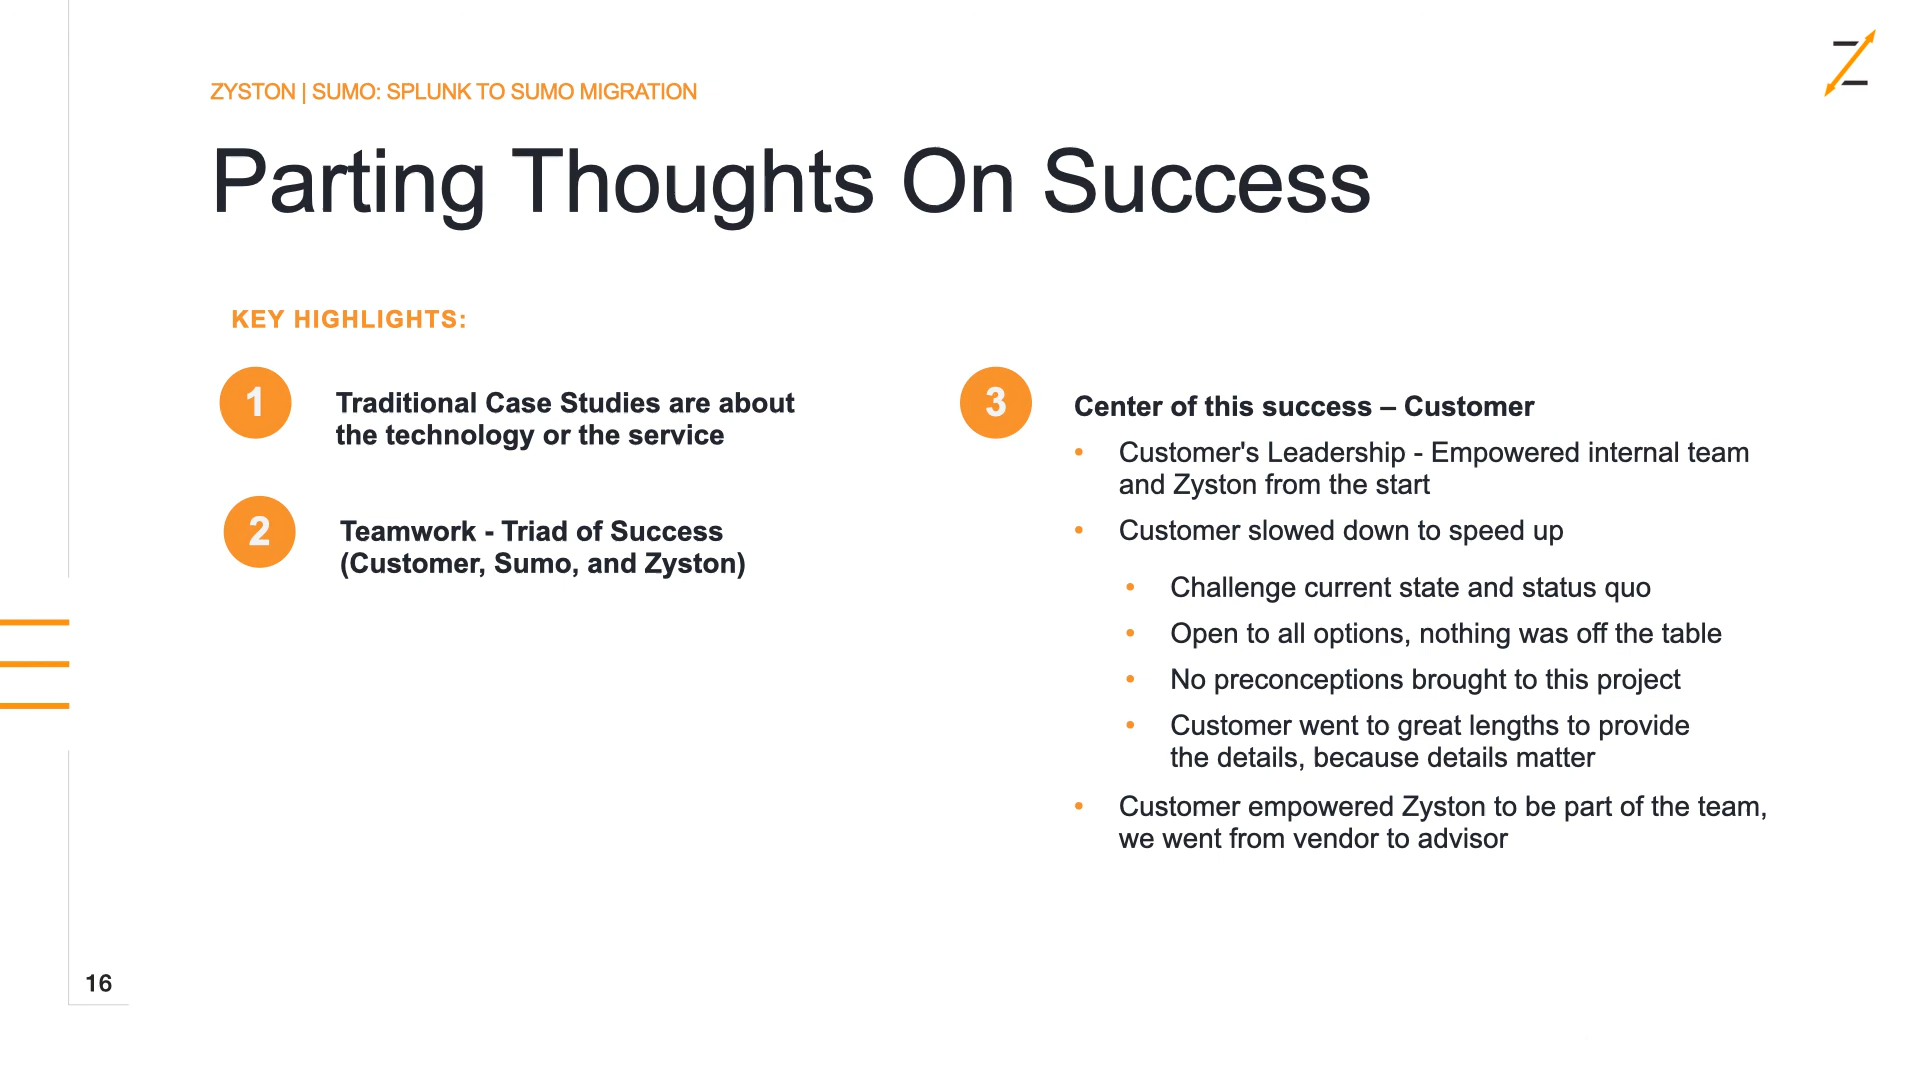 ZYSTON | SUMO: SPLUNK TO SUMO MIGRATION
Parting Thoughts On Success
KEY HIGHLIGHTS:
1
Traditional Case Studies are about
the technology or the service
2
Teamwork - Triad of Success
(Customer, Sumo, and Zyston)
3
Center of this success – Customer
• Customer's Leadership - Empowered internal team
and Zyston from the start
• Customer slowed down to speed up
• Challenge current state and status quo
• Open to all options, nothing was off the table
• No preconceptions brought to this project
• Customer went to great lengths to provide
the details, because details matter
• Customer empowered Zyston to be part of the team,
we went from vendor to advisor
16